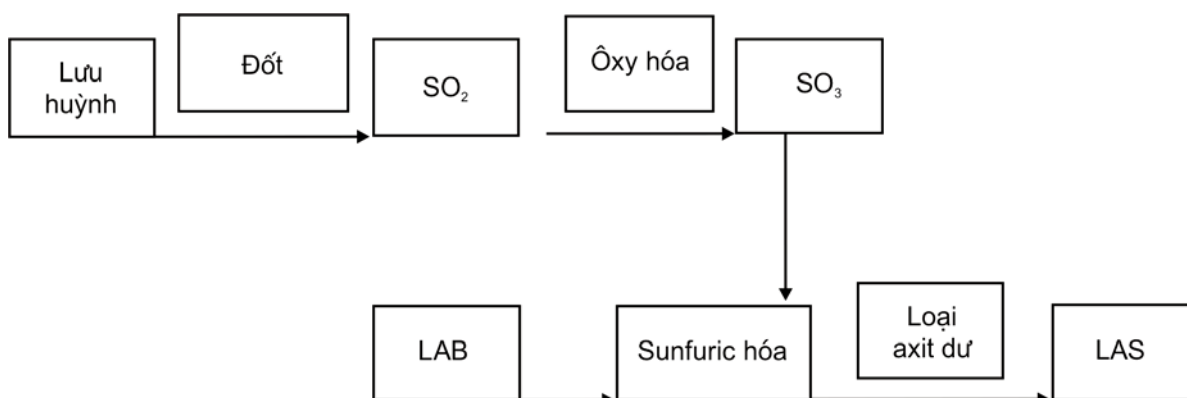 Lưu
huỳnh
Đốt
SO₂
Ôxy hóa
SO₃
LAB
Sunfuric hóa
Loại
axit dư
LAS